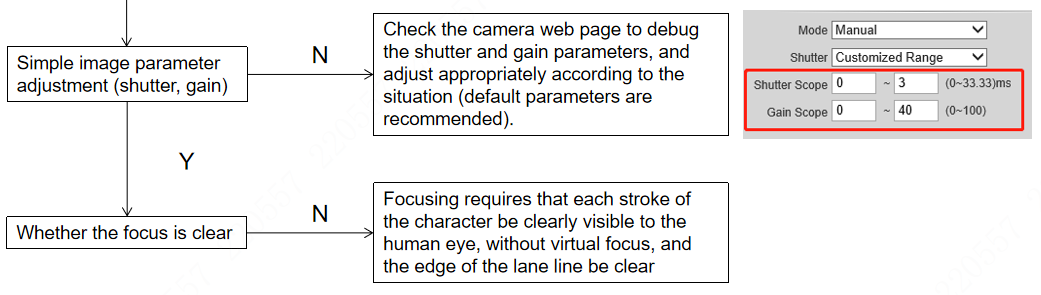 Simple image parameter
adjustment (shutter, gain)
N
Check the camera web page to debug
the shutter and gain parameters, and
adjust appropriately according to the
situation (default parameters are
recommended).
Mode Manual
Shutter Customized Range
Shutter Scope 0 ~ 3 (0~33.33)ms
Gain Scope 0 ~ 40 (0~100)
Y
Whether the focus is clear
N
Focusing requires that each stroke of
the character be clearly visible to the
human eye, without virtual focus, and
the edge of the lane line be clear